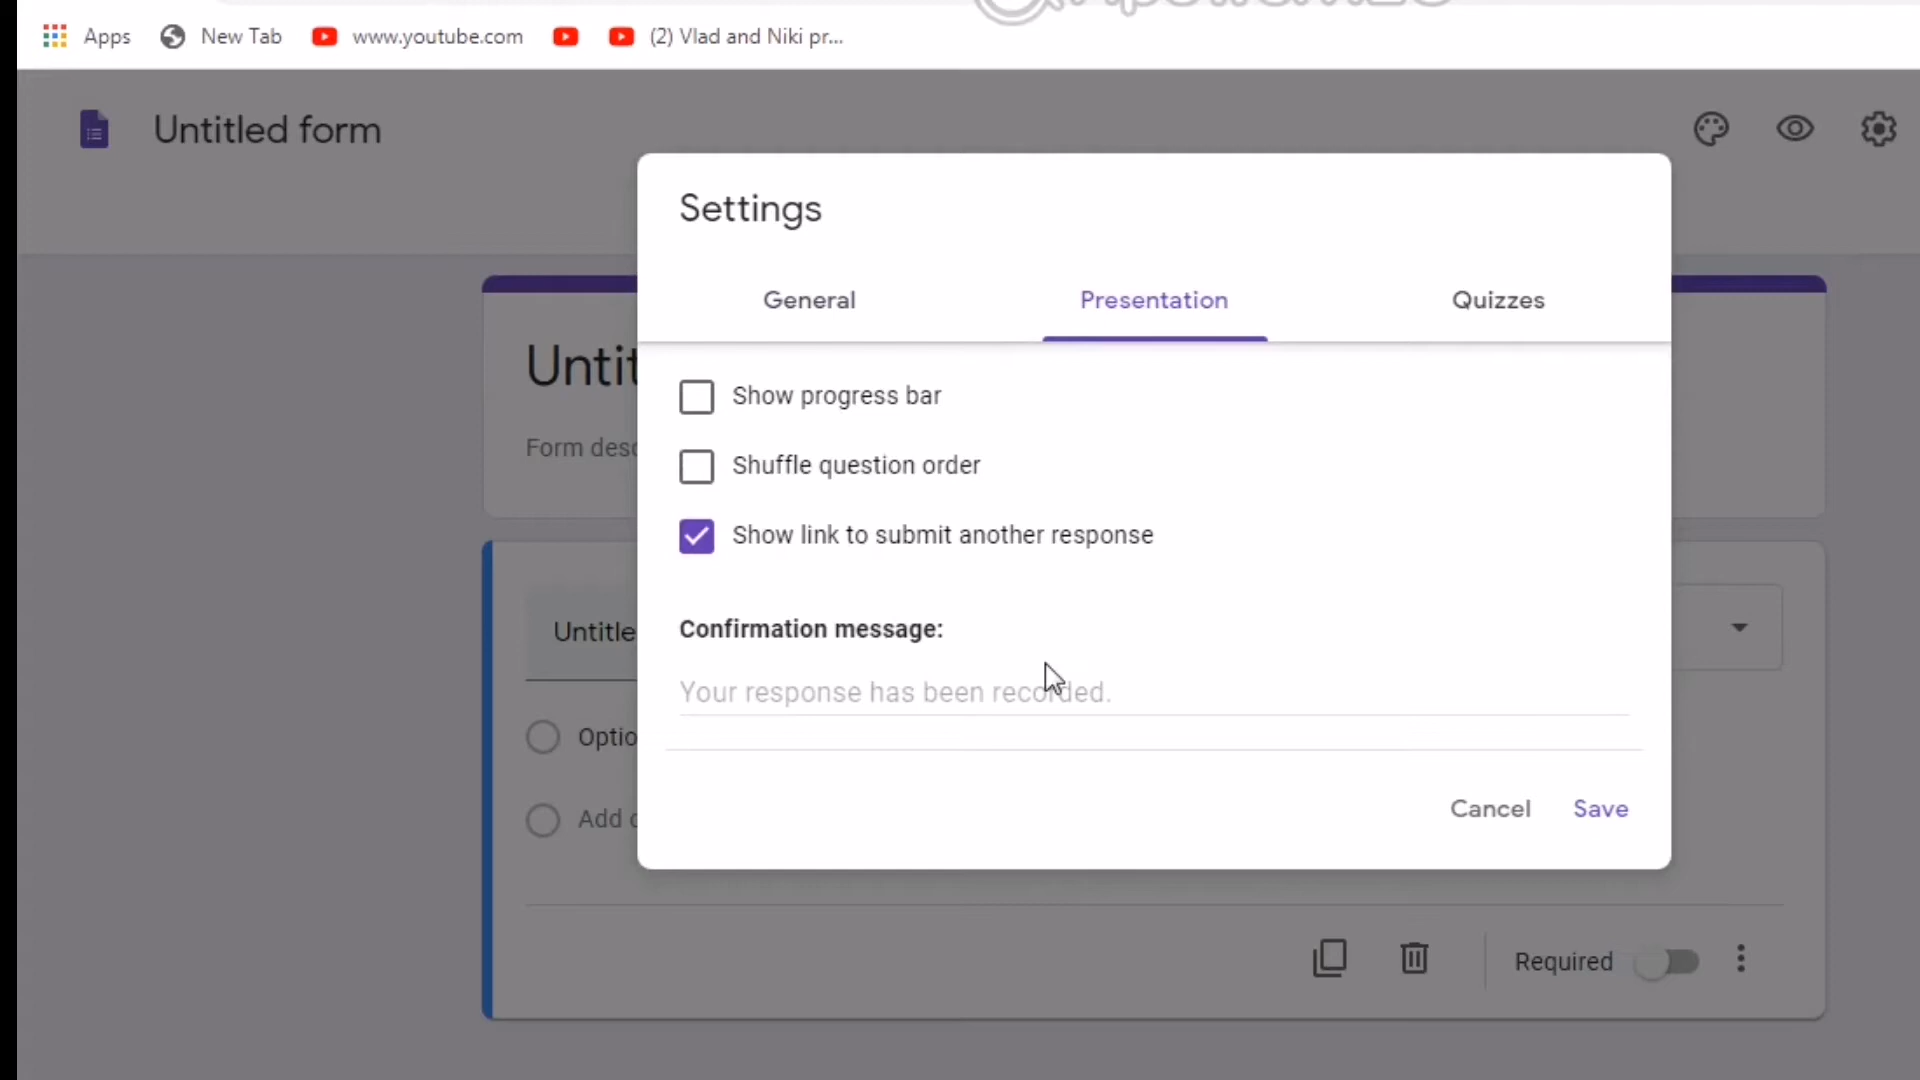 Apps
New Tab
www.youtube.com
(2) Vlad and Niki pr...
Untitled form
Settings
General
Presentation
Quizzes
Untit
Show progress bar
Form desc
Shuffle question order
Show link to submit another response
Confirmation message:
Untitle
Your response has been recorded.
Optio
Add
Cancel
Save
Required